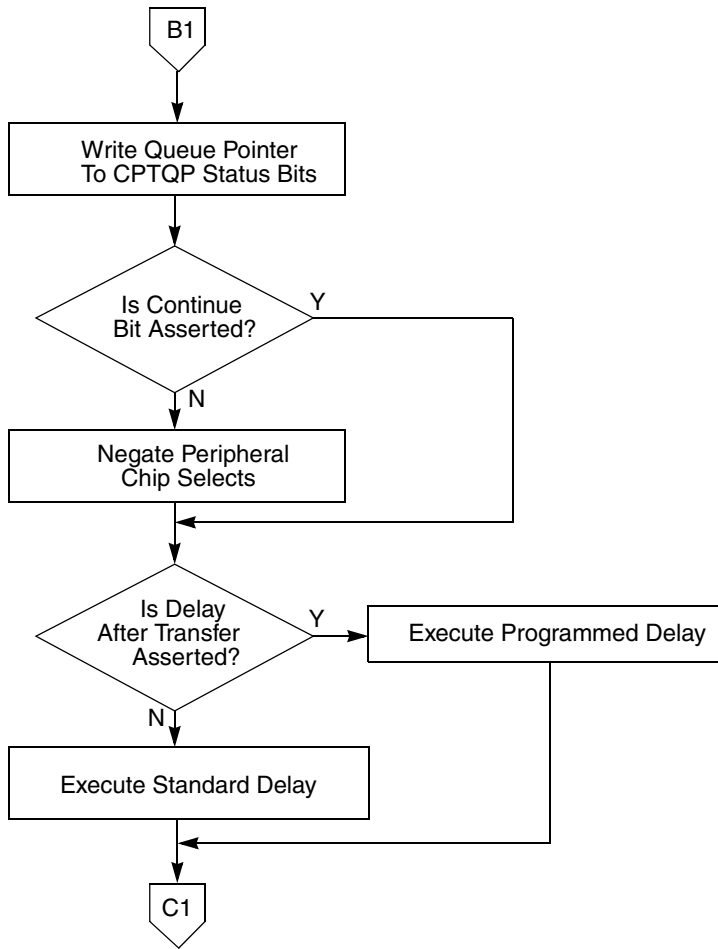 B1
Write Queue Pointer
To CPTQP Status Bits
Is Continue
Bit Asserted?
Y
N
Negate Peripheral
Chip Selects
Is Delay
After Transfer
Asserted?
Y
Execute Programmed Delay
N
Execute Standard Delay
C1